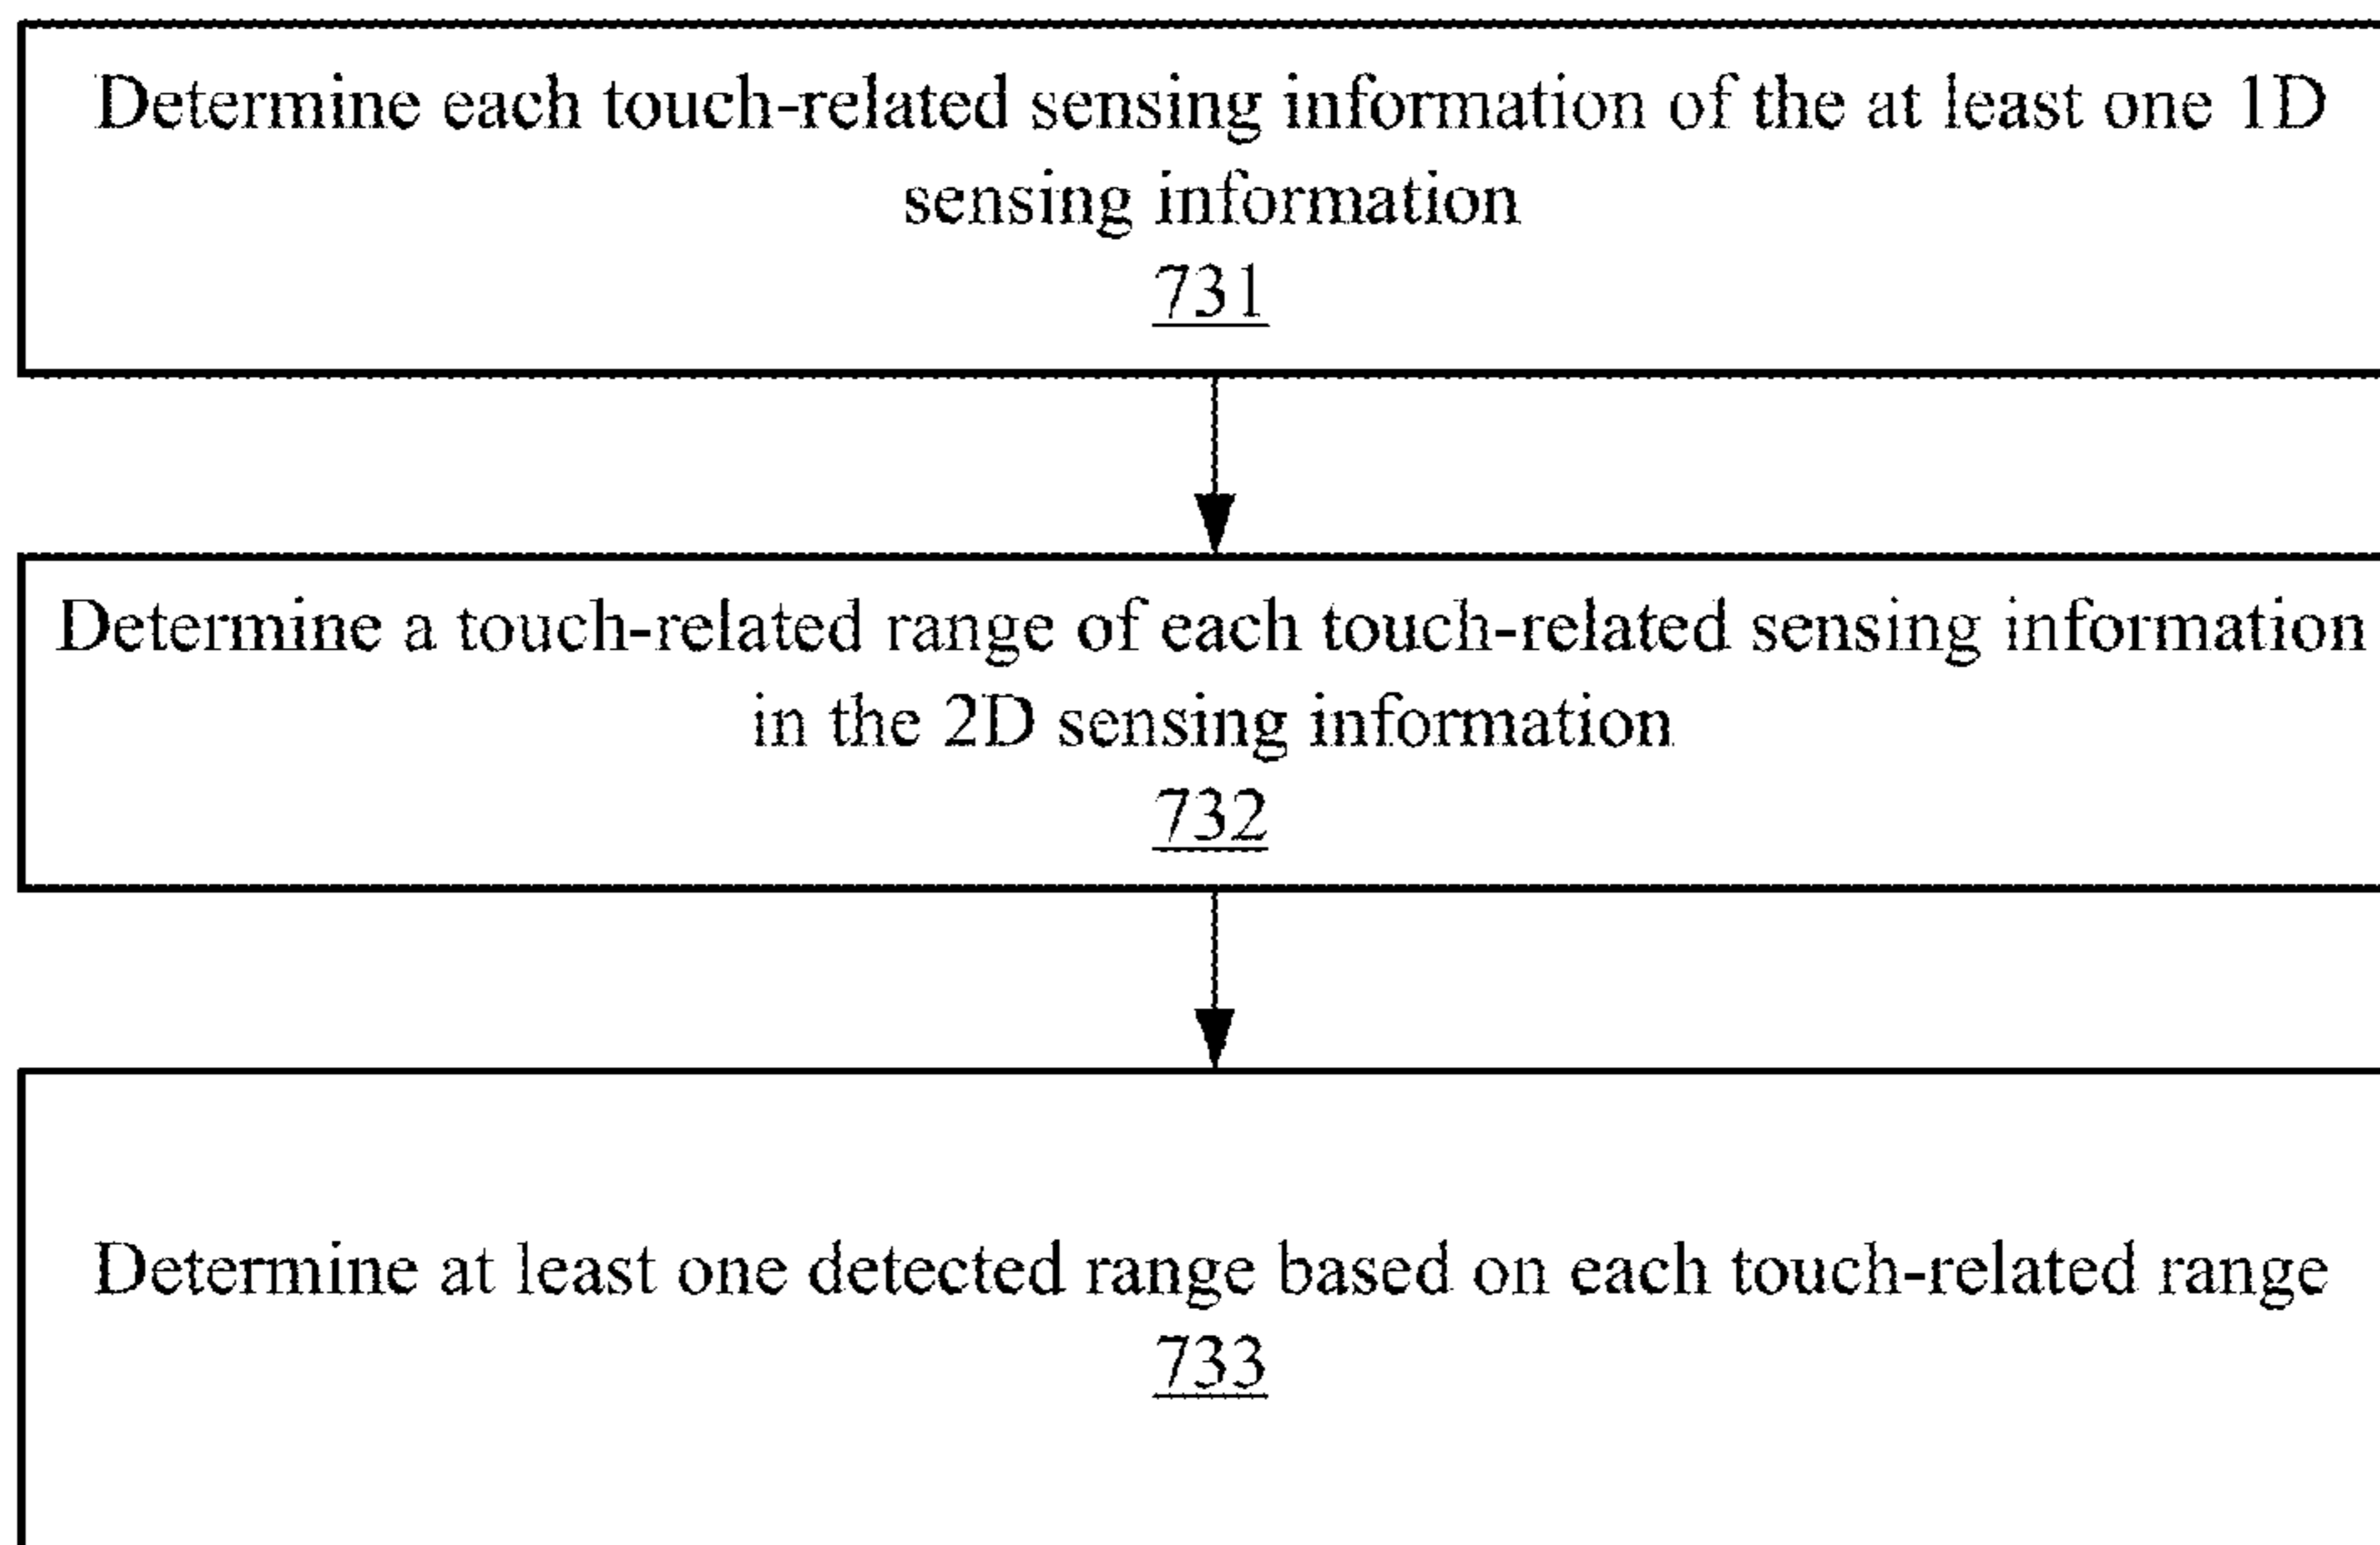 Determine each touch-related sensing information of the at least one 1D
sensing information
731
Determine a touch-related range of each touch-related sensing information
in the 2D sensing information
732
Determine at least one detected range based on each touch-related range
733